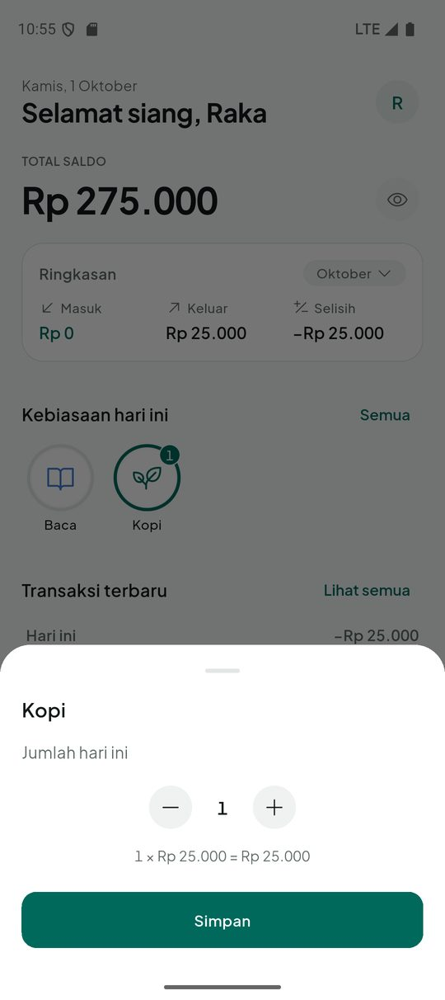 10:55 LTE
Kamis, 1 Oktober
Selamat siang, Raka
R
TOTAL SALDO
Rp 275.000
Ringkasan
Oktober
Masuk Keluar Selisih
Rp 0 Rp 25.000 −Rp 25.000
Kebiasaan hari ini Semua
1
Baca Kopi
Transaksi terbaru Lihat semua
Hari ini −Rp 25.000
Kopi
Jumlah hari ini
1
1 × Rp 25.000 = Rp 25.000
Simpan